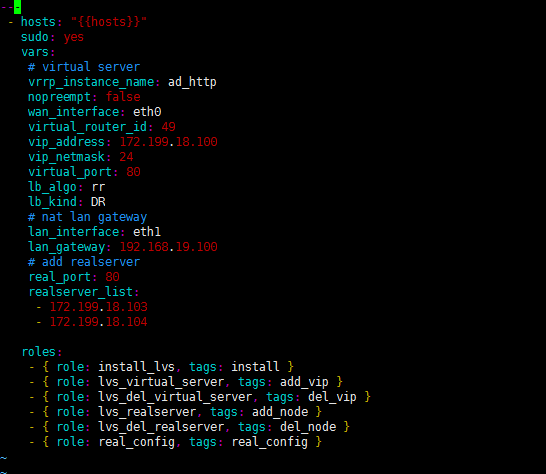 ---
- hosts: "{{hosts}}"
sudo: yes
vars:
# virtual server
vrrp_instance_name: ad_http
nopreempt: false
wan_interface: eth0
virtual_router_id: 49
vip_address: 172.199.18.100
vip_netmask: 24
virtual_port: 80
lb_algo: rr
lb_kind: DR
# nat lan gateway
lan_interface: eth1
lan_gateway: 192.168.19.100
# add realserver
real_port: 80
realserver_list:
- 172.199.18.103
- 172.199.18.104
roles:
- { role: install_lvs, tags: install }
- { role: lvs_virtual_server, tags: add_vip }
- { role: lvs_del_virtual_server, tags: del_vip }
- { role: lvs_realserver, tags: add_node }
- { role: lvs_del_realserver, tags: del_node }
- { role: real_config, tags: real_config }
~
~